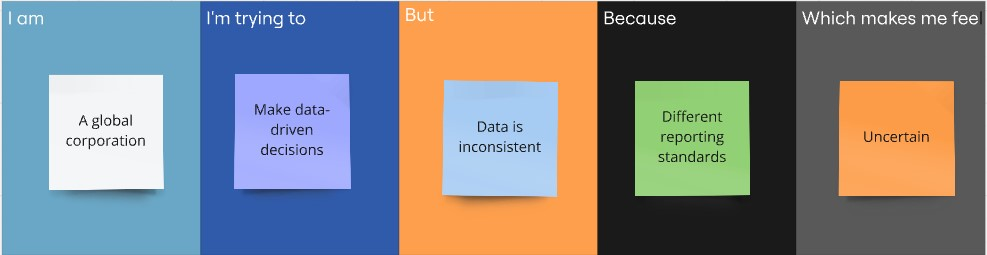 I am
A global
corporation
I'm trying to
Make data-
driven
decisions
But
Data is
inconsistent
Because
Different
reporting
standards
Which makes me feel
Uncertain